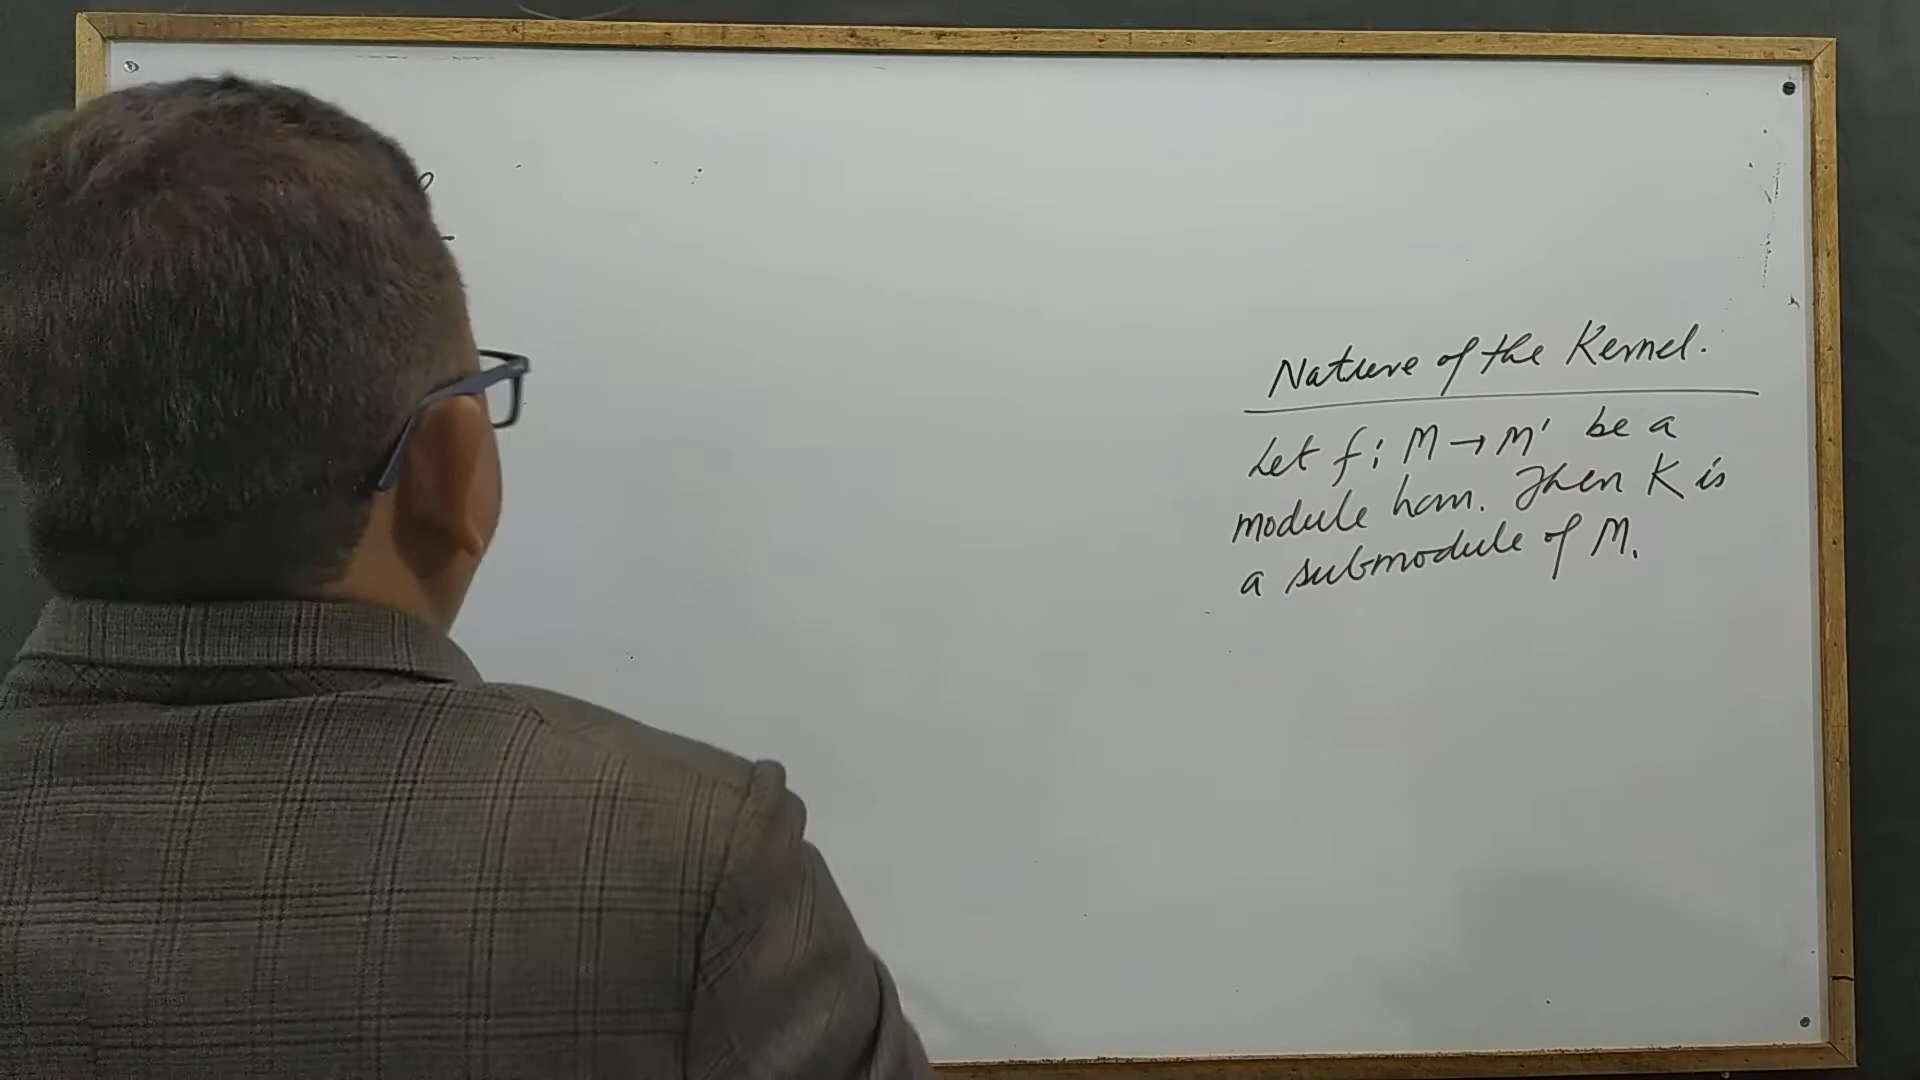 Nature of the Kernel.
Let f: M → M' be a
module hom. Then K is
a submodule of M.